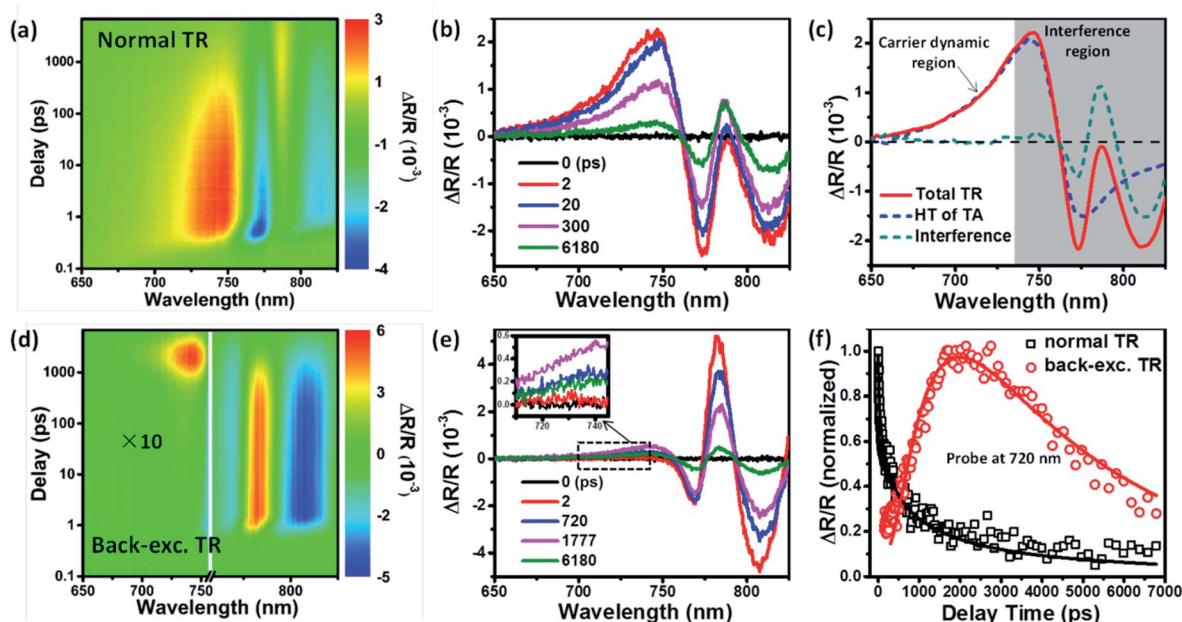 (a)
Normal TR
Delay (ps)
1000
100
10
1
0.1
650 700 750 800
Wavelength (nm)
3
1
-1
-2
-4
ΔR/R (10⁻³)
(b)
ΔR/R (10⁻³)
2
1
0
-1
-2
0 (ps)
2
20
300
6180
650 700 750 800
Wavelength (nm)
(c)
Carrier dynamic
region
Interference
region
ΔR/R (10⁻³)
2
1
0
-1
-2
Total TR
HT of TA
Interference
650 700 750 800
Wavelength (nm)
(d)
×10
Back-exc. TR
Delay (ps)
1000
100
10
1
0.1
650 700 750 800
Wavelength (nm)
6
4
2
0
-2
-3
-5
ΔR/R (10⁻³)
(e)
ΔR/R (10⁻³)
4
2
0
-2
-4
0.6
0.4
0.2
0.0
720 740
0 (ps)
2
720
1777
6180
650 700 750 800
Wavelength (nm)
(f)
normal TR
back-exc. TR
Probe at 720 nm
ΔR/R (normalized)
1.0
0.8
0.6
0.4
0.2
0.0
0 1000 2000 3000 4000 5000 6000 7000
Delay Time (ps)